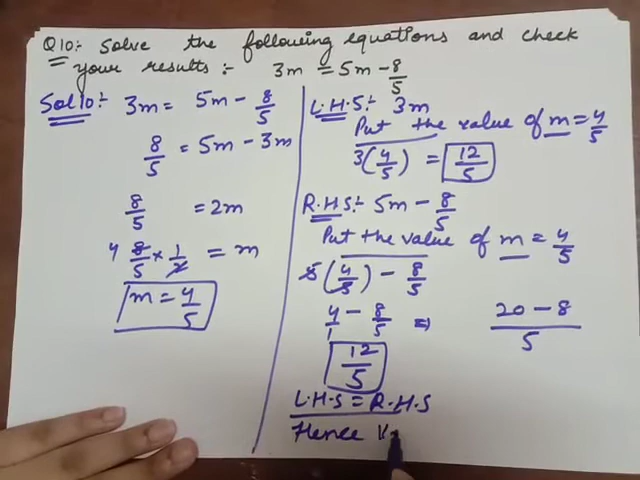 Q10:- Solve the following equations and check
your results:- 3m = 5m - 8/5
Sol10:- 3m = 5m - 8/5
8/5 = 5m - 3m
8/5 = 2m
4 8/5 × 1/2 = m
m = 4/5
L.H.S:- 3m
Put the value of m = 4/5
3(4/5) = 12/5
R.H.S:- 5m - 8/5
Put the value of m = 4/5
5(4/5) - 8/5
4/1 - 8/5 ⇒ 20 - 8/5
12/5
L.H.S = R.H.S
Hence V